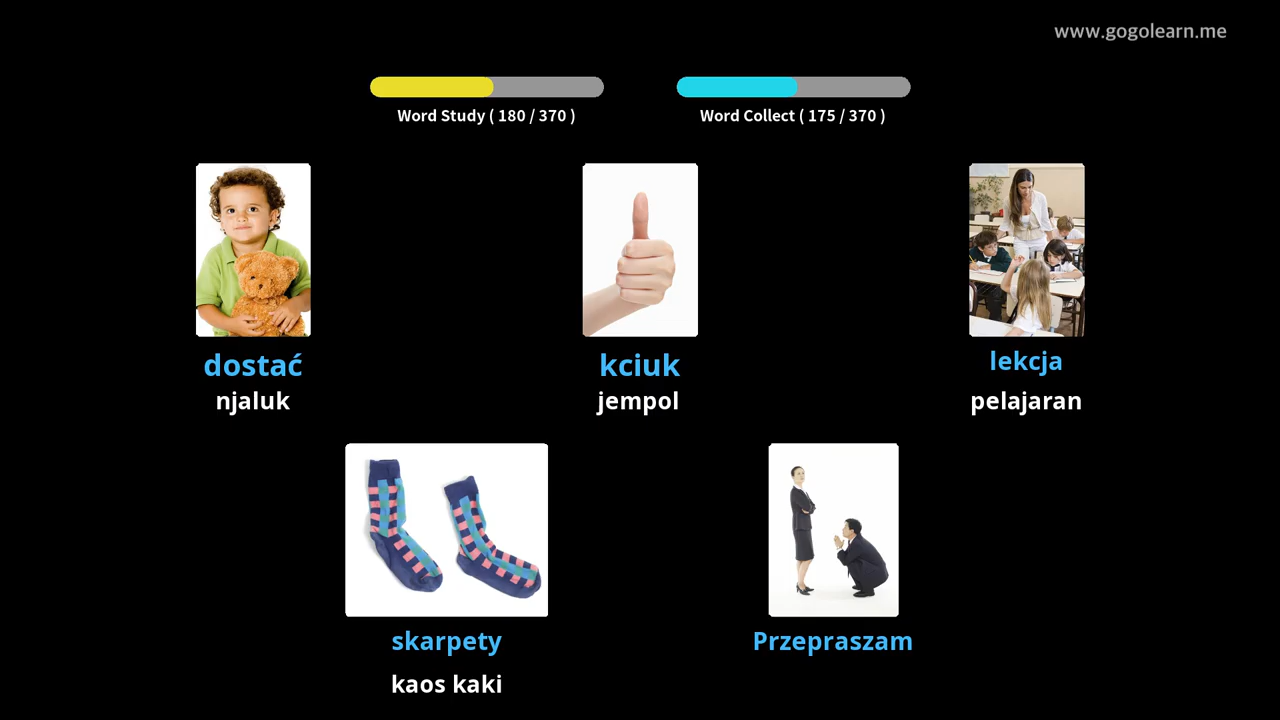 www.gogolearn.me
Word Study ( 180 / 370 )
Word Collect ( 175 / 370 )
dostać
njaluk
kciuk
jempol
lekcja
pelajaran
skarpety
kaos kaki
Przepraszam